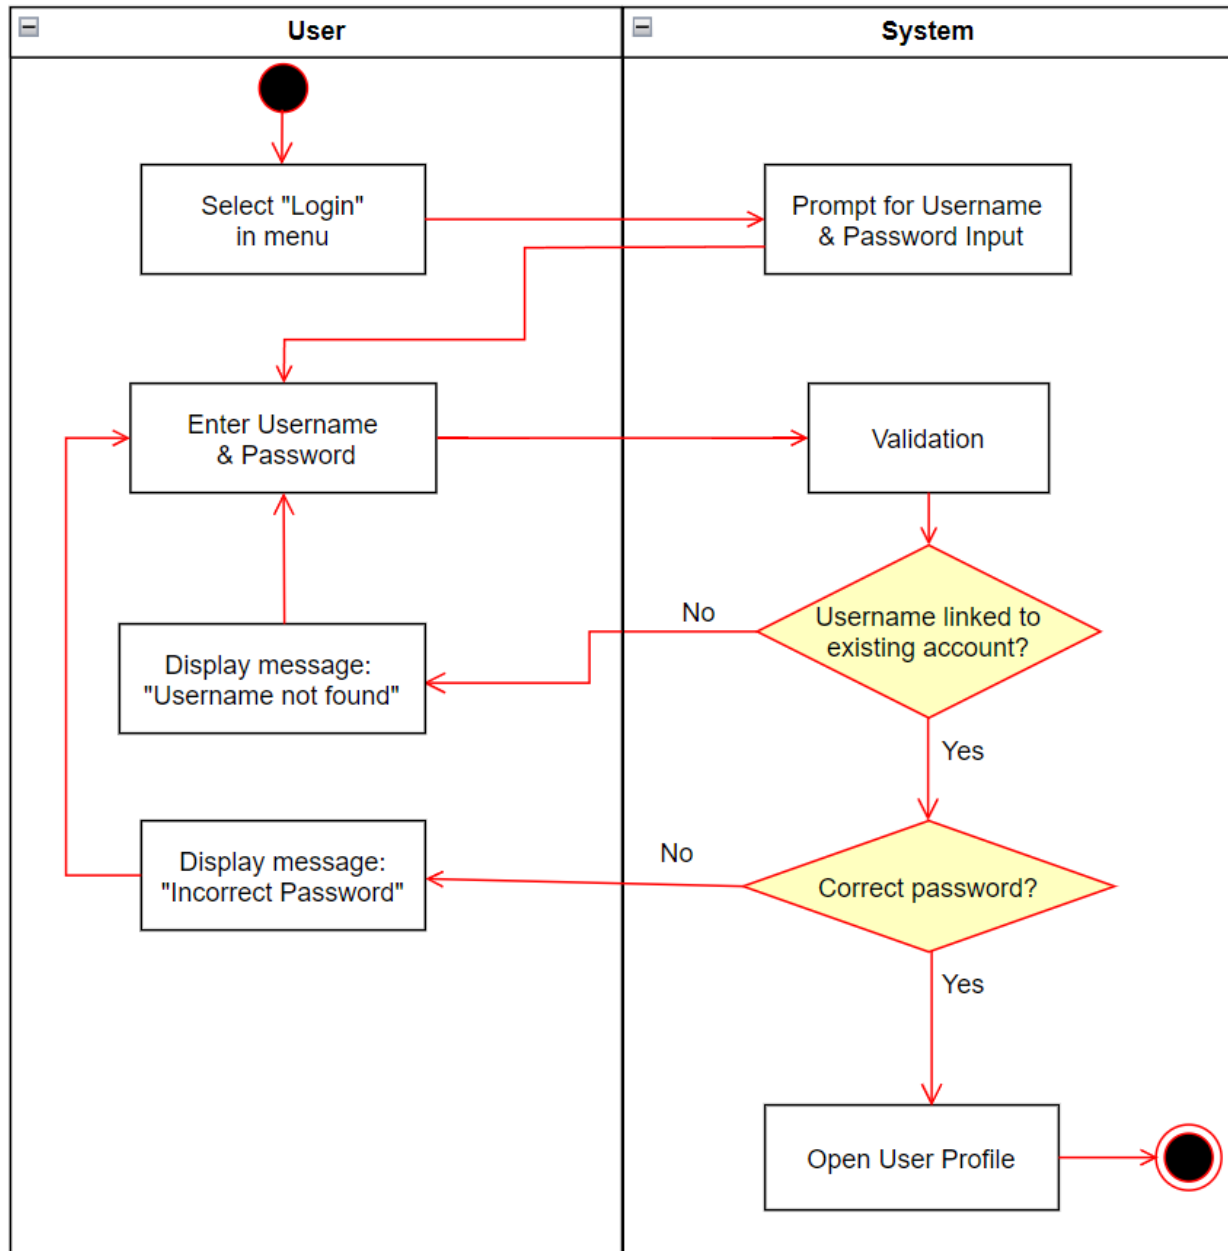 User
System
Select "Login"
in menu
Prompt for Username
& Password Input
Enter Username
& Password
Validation
Username linked to
existing account?
No
Display message:
"Username not found"
Yes
Display message:
"Incorrect Password"
No
Correct password?
Yes
Open User Profile